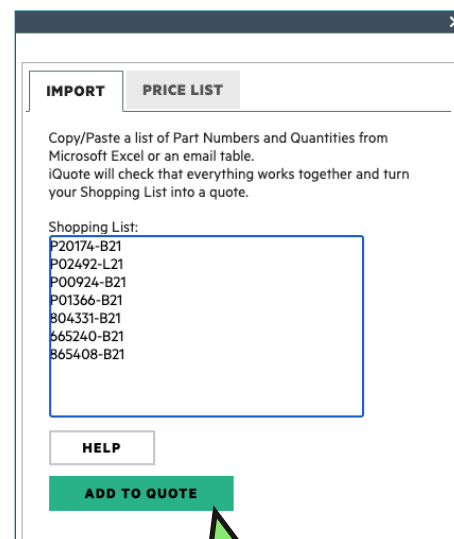 IMPORT
PRICE LIST
Copy/Paste a list of Part Numbers and Quantities from
Microsoft Excel or an email table.
iQuote will check that everything works together and turn
your Shopping List into a quote.
Shopping List:
P20174-B21
P02492-L21
P00924-B21
P01366-B21
804331-B21
665240-B21
865408-B21
HELP
ADD TO QUOTE